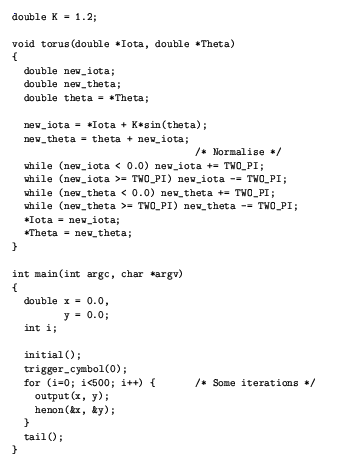 double K = 1.2;

void torus(double *Iota, double *Theta)
{
  double new_iota;
  double new_theta;
  double theta = *Theta;

  new_iota = *Iota + K*sin(theta);
  new_theta = theta + new_iota;
                              /* Normalise */
  while (new_iota < 0.0) new_iota += TWO_PI;
  while (new_iota >= TWO_PI) new_iota -= TWO_PI;
  while (new_theta < 0.0) new_theta += TWO_PI;
  while (new_theta >= TWO_PI) new_theta -= TWO_PI;
  *Iota = new_iota;
  *Theta = new_theta;
}

int main(int argc, char *argv)
{
  double x = 0.0,
         y = 0.0;
  int i;

  initial();
  trigger_cymbol(0);
  for (i=0; i<500; i++) {      /* Some iterations */
    output(x, y);
    henon(&x, &y);
  }
  tail();
}